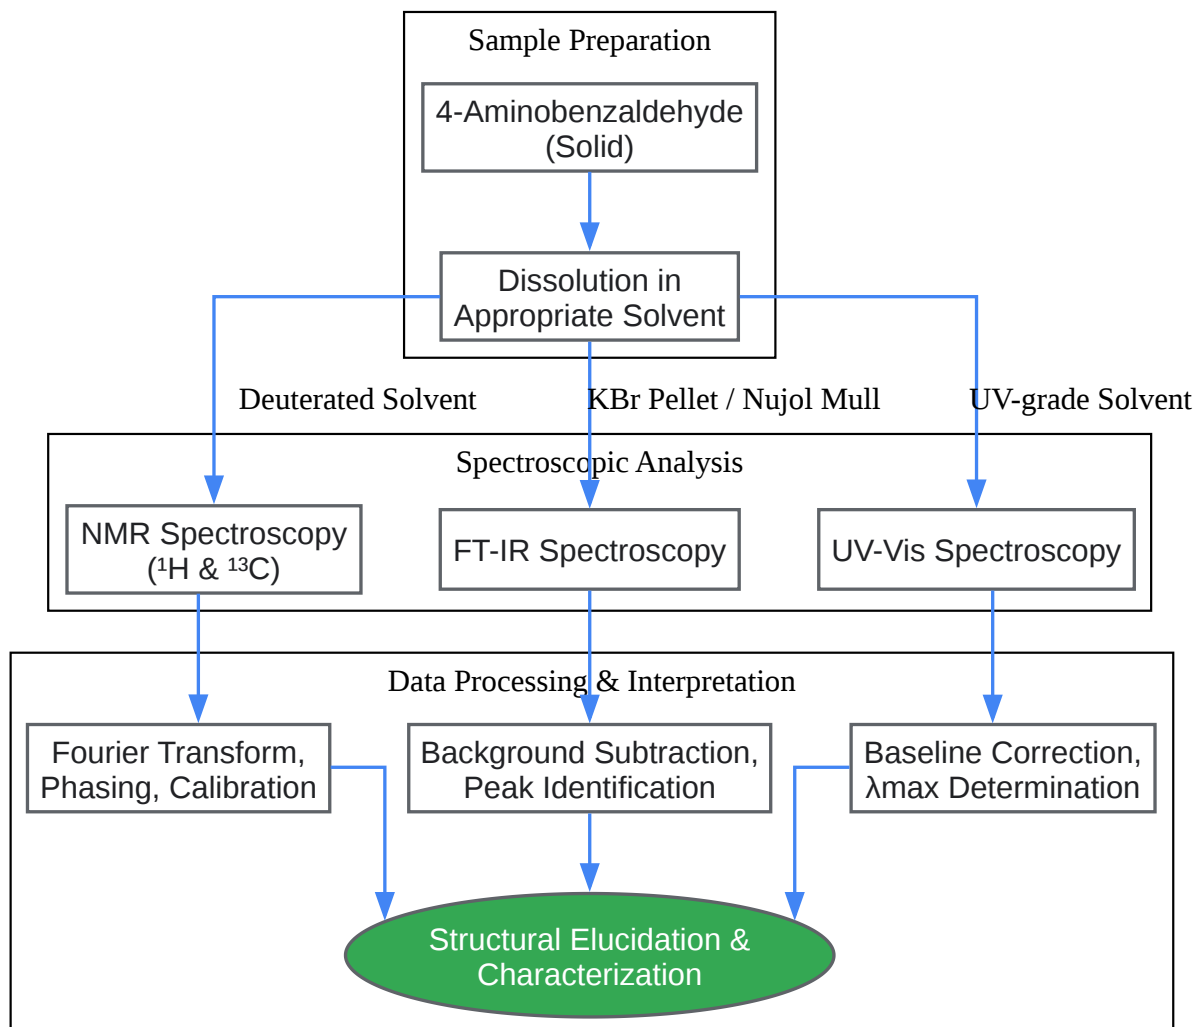 Sample Preparation
4-Aminobenzaldehyde
(Solid)
Dissolution in
Appropriate Solvent
Deuterated Solvent
KBr Pellet / Nujol Mull
UV-grade Solvent
Spectroscopic Analysis
NMR Spectroscopy
(¹H & ¹³C)
FT-IR Spectroscopy
UV-Vis Spectroscopy
Data Processing & Interpretation
Fourier Transform,
Phasing, Calibration
Background Subtraction,
Peak Identification
Baseline Correction,
λmax Determination
Structural Elucidation &
Characterization